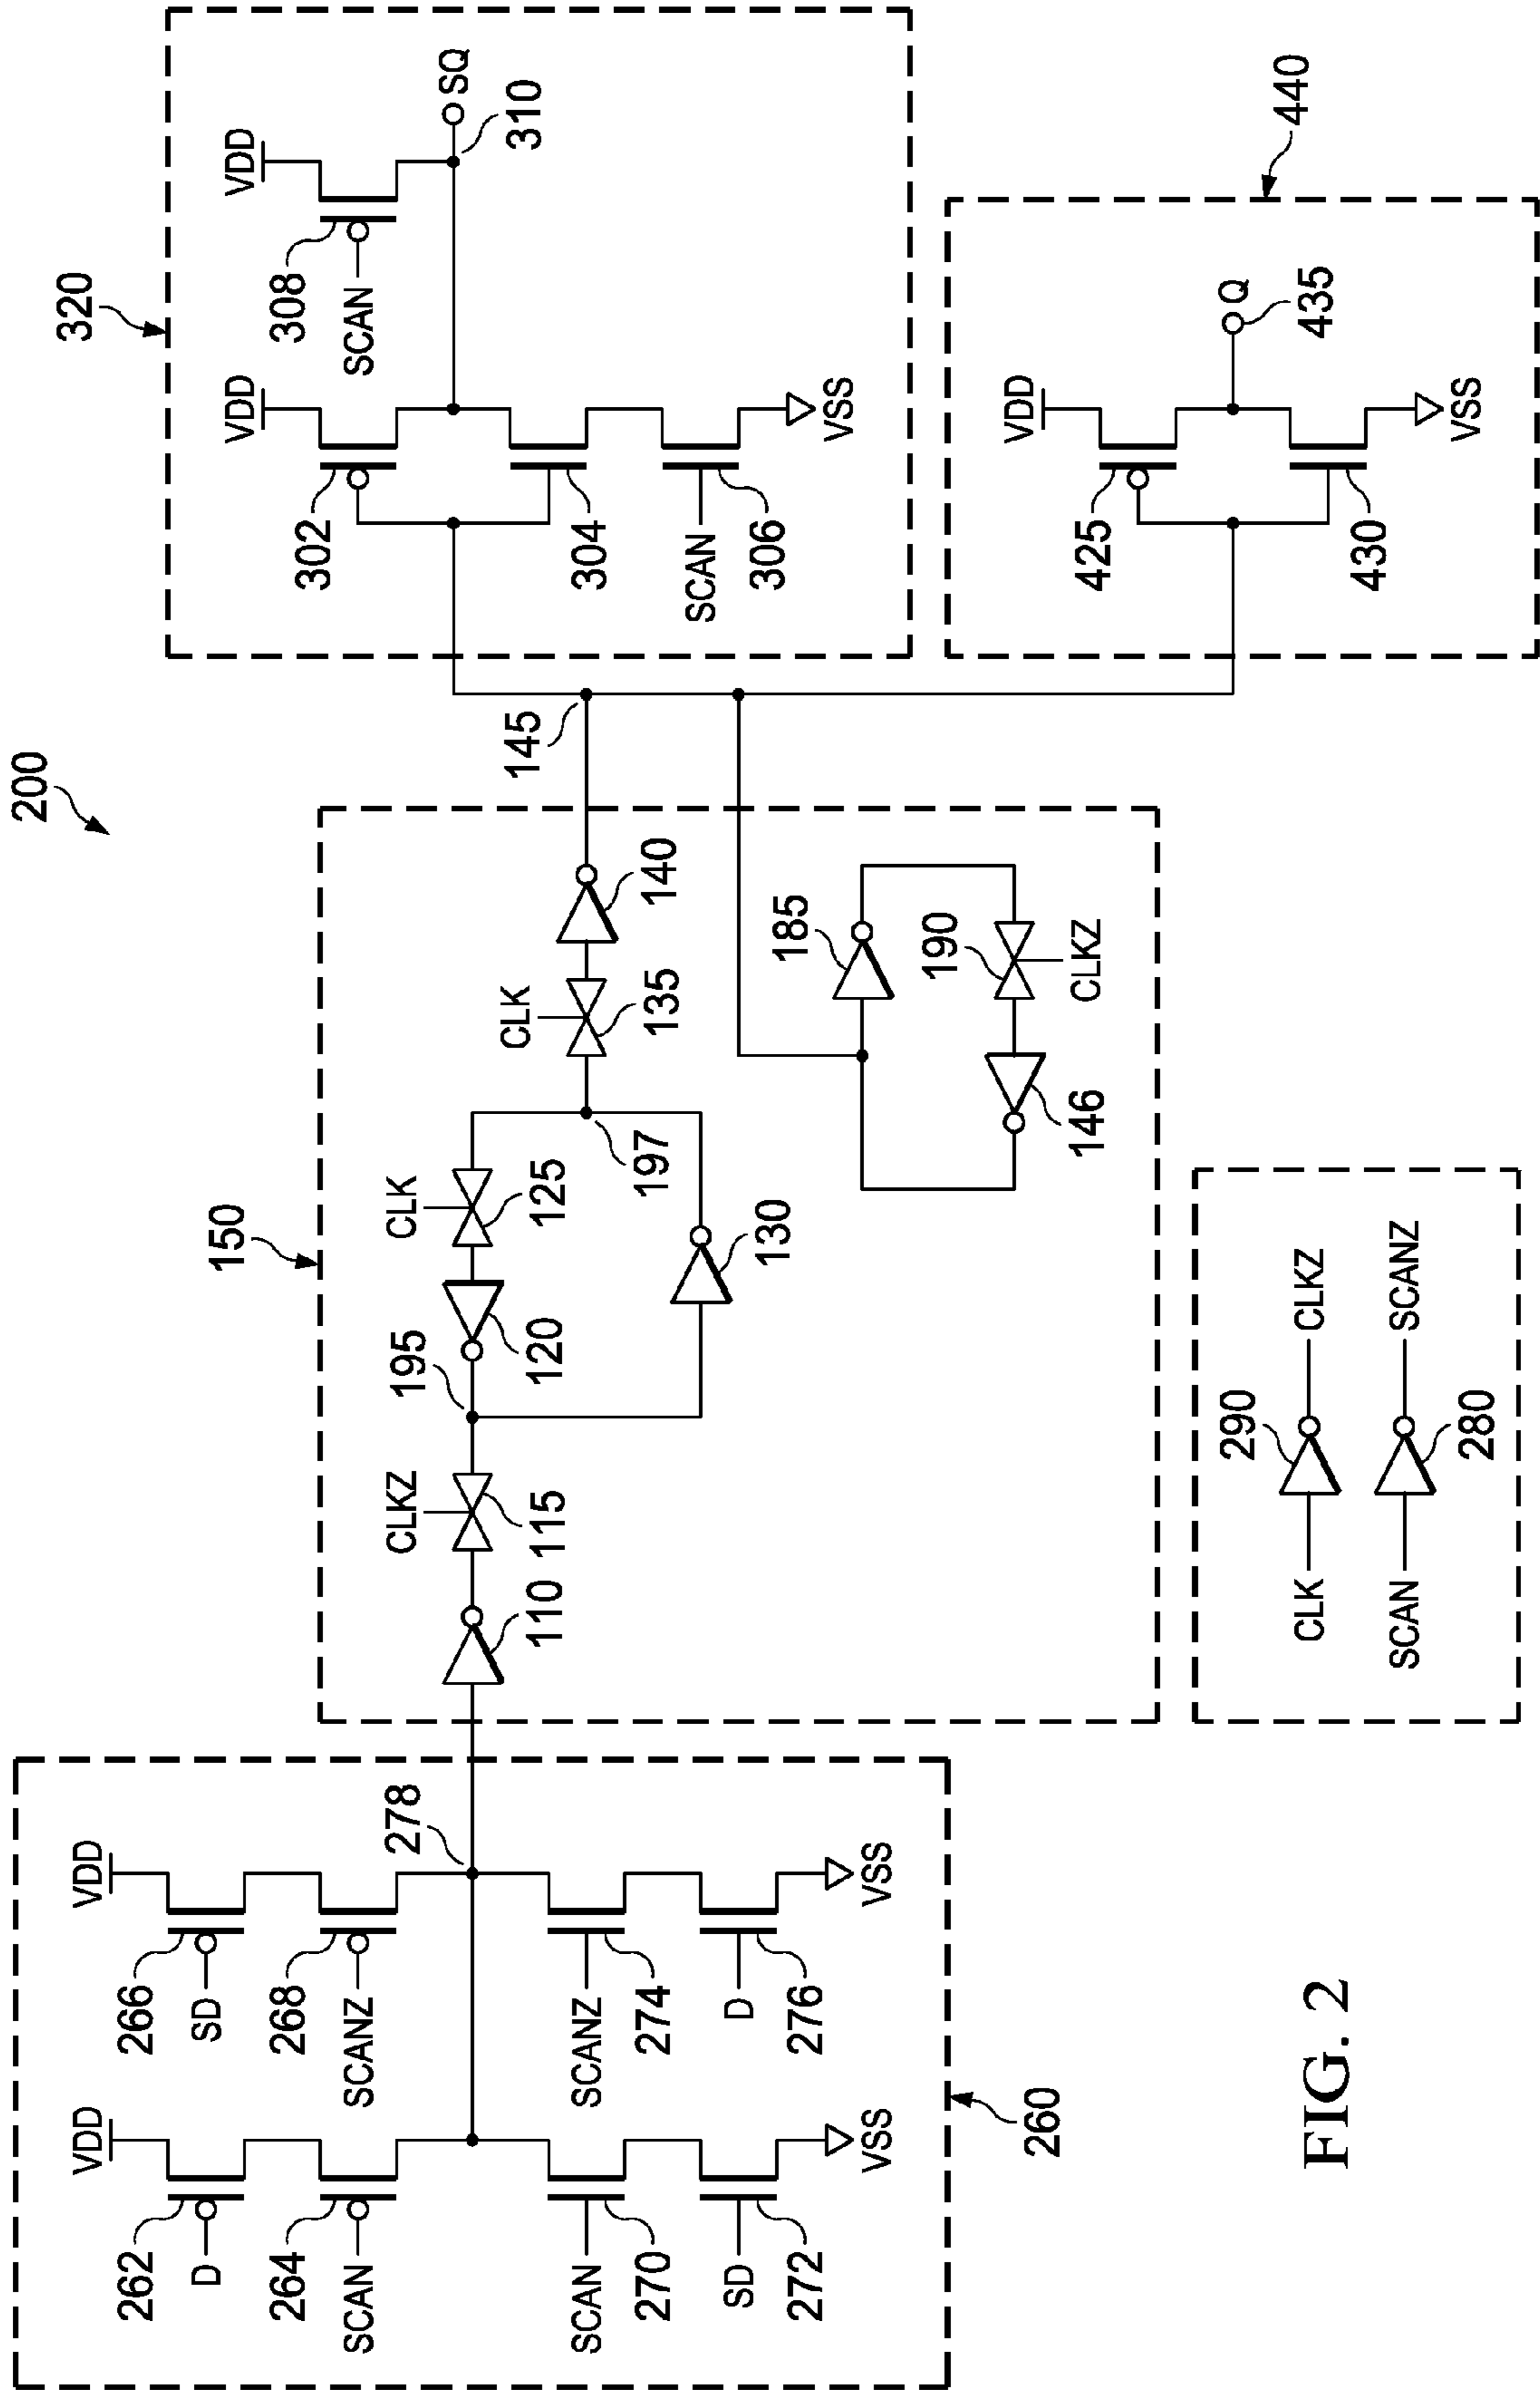 200
320
VDD
VDD
302
308
SCAN
SQ
310
304
SCAN
306
VSS
440
VDD
425
Q
435
430
VSS
145
150
CLKZ
CLK
CLK
110
115
195
120
125
197
130
135
140
185
190
CLKZ
146
VDD
VDD
262
D
264
SCAN
266
SD
268
SCANZ
278
SCAN
270
SD
272
VSS
SCANZ
274
D
276
VSS
260
CLK
290
CLKZ
SCAN
280
SCANZ
FIG. 2